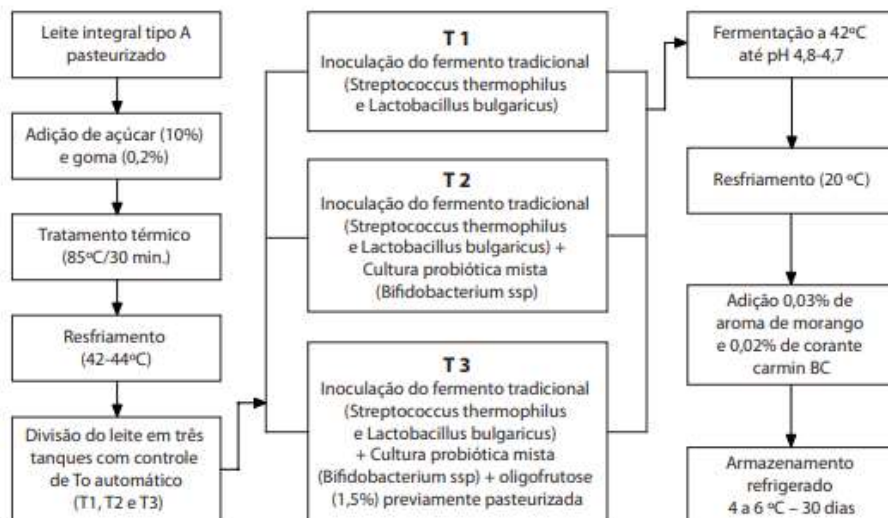 Leite integral tipo A
pasteurizado
Adição de açúcar (10%)
e goma (0,2%)
Tratamento térmico
(85ºC/30 min.)
Resfriamento
(42-44ºC)
Divisão do leite em três
tanques com controle
de To automático
(T1, T2 e T3)
T 1
Inoculação do fermento tradicional
(Streptococcus thermophilus
e Lactobacillus bulgaricus)
T 2
Inoculação do fermento tradicional
(Streptococcus thermophilus
e Lactobacillus bulgaricus) +
Cultura probiótica mista
(Bifidobacterium ssp)
T 3
Inoculação do fermento tradicional
(Streptococcus thermophilus
e Lactobacillus bulgaricus)
+ Cultura probiótica mista
(Bifidobacterium ssp) + oligofrutose
(1,5%) previamente pasteurizada
Fermentação a 42ºC
até pH 4,8-4,7
Resfriamento (20 ºC)
Adição 0,03% de
aroma de morango
e 0,02% de corante
carmin BC
Armazenamento
refrigerado
4 a 6 ºC – 30 dias